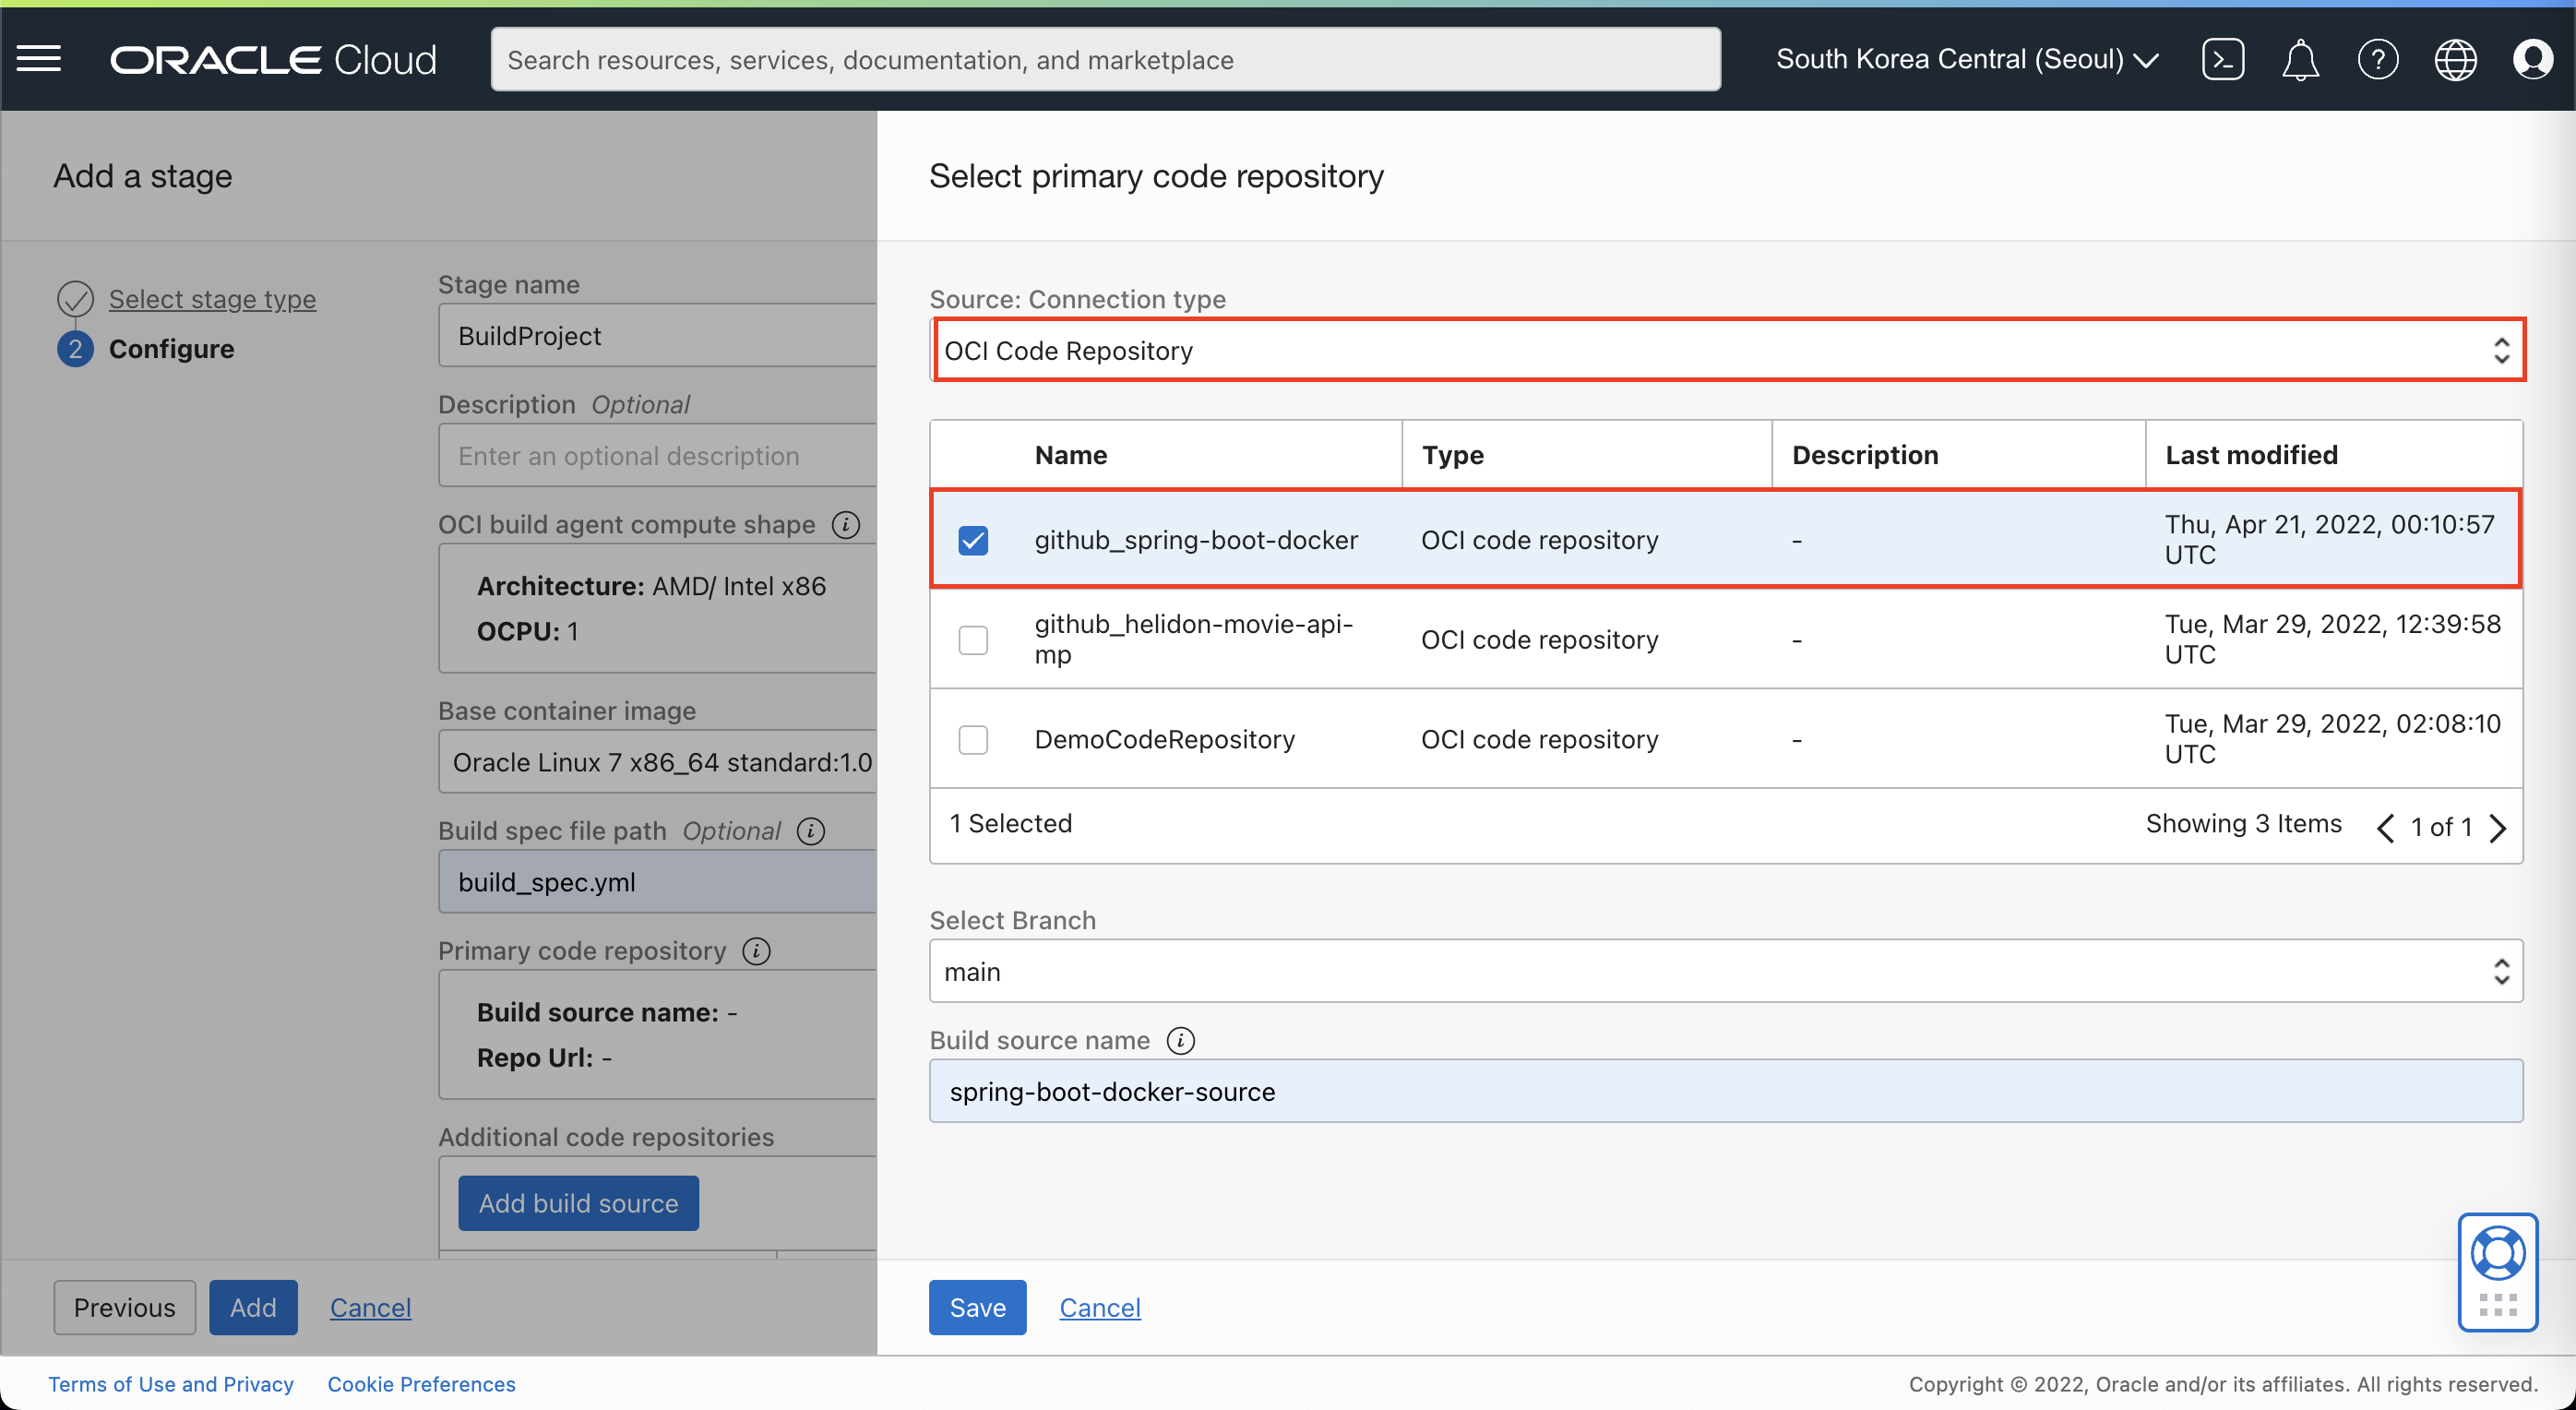 ORACLE Cloud
Search resources, services, documentation, and marketplace
South Korea Central (Seoul)
Add a stage
Select stage type
2 Configure
Stage name
BuildProject
Description Optional
Enter an optional description
OCI build agent compute shape
Architecture: AMD/ Intel x86
OCPU: 1
Base container image
Oracle Linux 7 x86_64 standard:1.0
Build spec file path Optional
build_spec.yml
Primary code repository
Build source name: -
Repo Url: -
Additional code repositories
Add build source
Previous Add Cancel
Select primary code repository
Source: Connection type
OCI Code Repository
Name Type Description Last modified
github_spring-boot-docker OCI code repository - Thu, Apr 21, 2022, 00:10:57
UTC
github_helidon-movie-api-
mp OCI code repository - Tue, Mar 29, 2022, 12:39:58
UTC
DemoCodeRepository OCI code repository - Tue, Mar 29, 2022, 02:08:10
UTC
1 Selected Showing 3 Items 1 of 1
Select Branch
main
Build source name
spring-boot-docker-source
Save Cancel
Terms of Use and Privacy Cookie Preferences
Copyright © 2022, Oracle and/or its affiliates. All rights reserved.